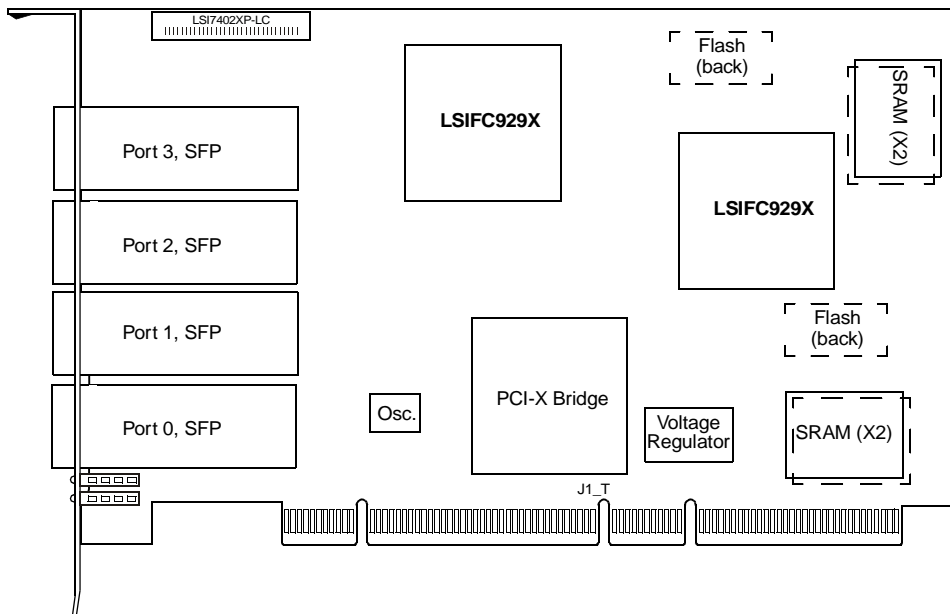 LSI7402XP-LC
Flash
(back)
SRAM (X2)
LSIFC929X
Port 3, SFP
LSIFC929X
Port 2, SFP
Port 1, SFP
Flash
(back)
PCI-X Bridge
Osc.
Voltage
Regulator
SRAM (X2)
Port 0, SFP
J1_T